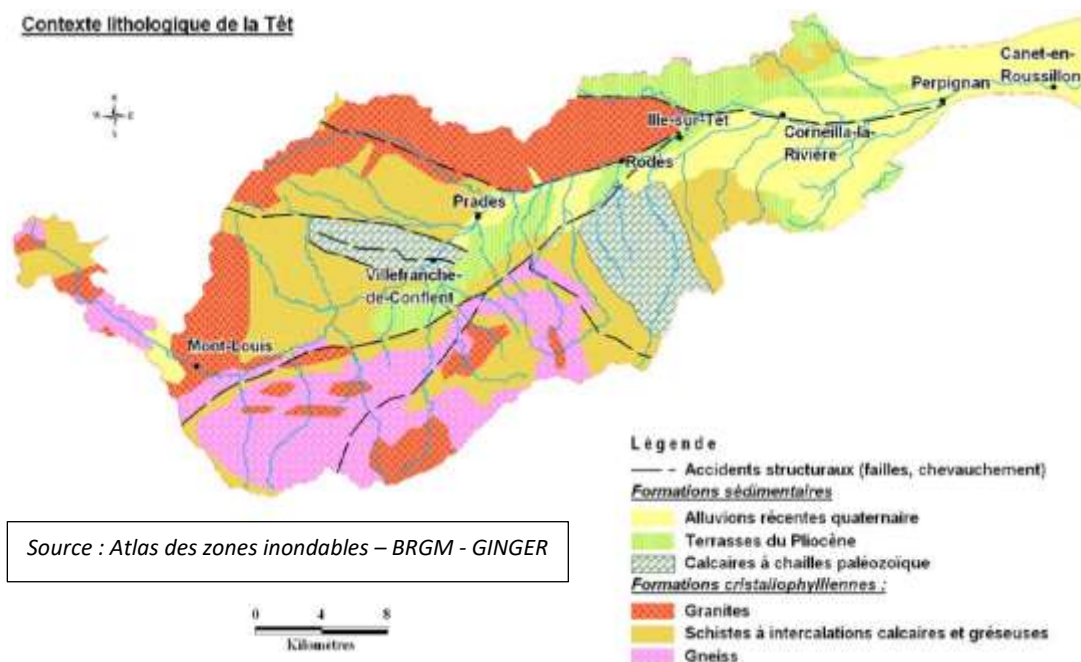 Contexte lithologique de la Têt
Canet-en-
Roussillon
Perpignan
Ille-sur-Têt
Corneilla-la-
Rivière
Rodès
Prades
Villefranche-
de-Conflent
Mont-Louis
Légende
Accidents structuraux (failles, chevauchement)
Formations sédimentaires
Alluvions récentes quaternaire
Terrasses du Pliocène
Calcaires à chailles paléozoïque
Formations cristallophylliennes :
Granites
Schistes à intercalations calcaires et gréseuses
Gneiss
Source : Atlas des zones inondables – BRGM - GINGER
0 4 8
Kilomètres